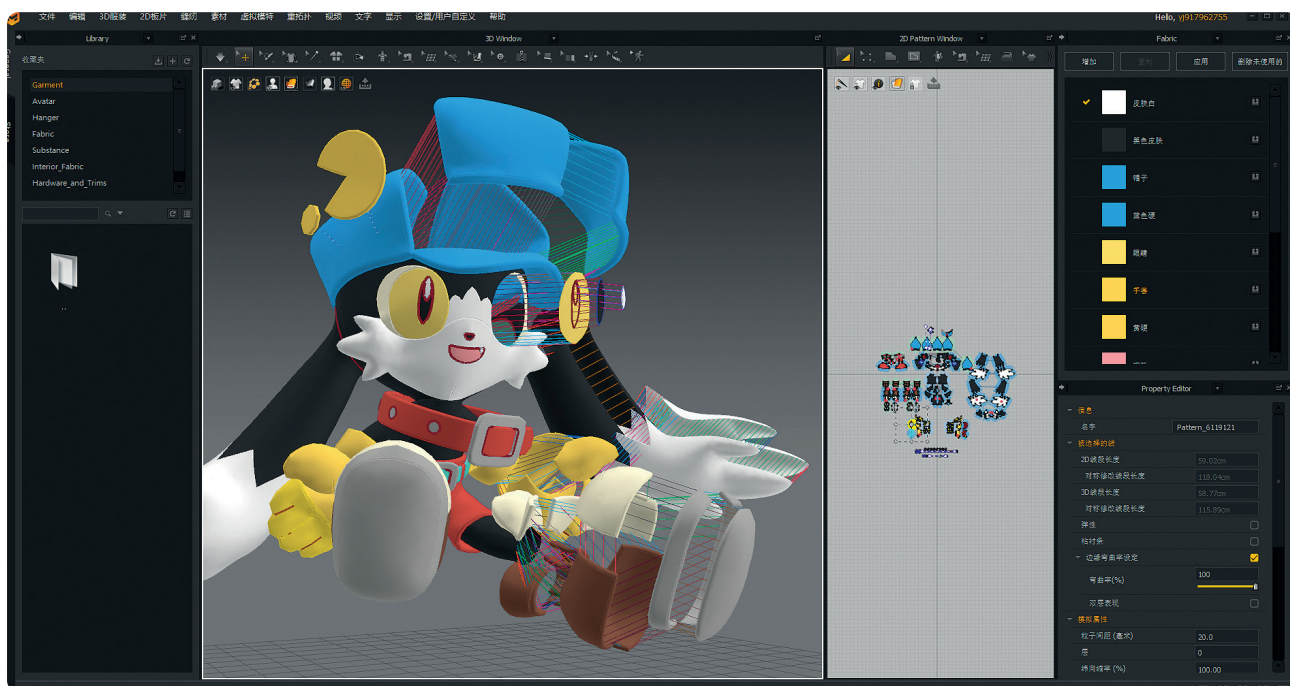 文件 编辑 3D服装 2D板片 缝纫 素材 虚拟模特 重拓扑 视频 文字 显示 设置/用户自定义 帮助
Hello, yj917962755
Library
3D Window
2D Pattern Window
Fabric
收藏夹
Garment
Avatar
Hanger
Fabric
Substance
Interior_Fabric
Hardware_and_Trims
..
增加
应用
删除未使用的
皮肤白
黑色皮肤
帽子
蓝色硬
眼睛
手套
黄硬
Property Editor
信息
名字 Pattern_6119121
被选择的线
2D线段长度 59.02cm
对称修改线段长度 118.04cm
3D线段长度 58.77cm
对称修改线段长度 115.89cm
弹性
粘衬条
边缘弯曲率设定
弯曲率(%) 100
双层表现
模拟属性
粒子间距 (毫米) 20.0
层 0
纬向缩率 (%) 100.00